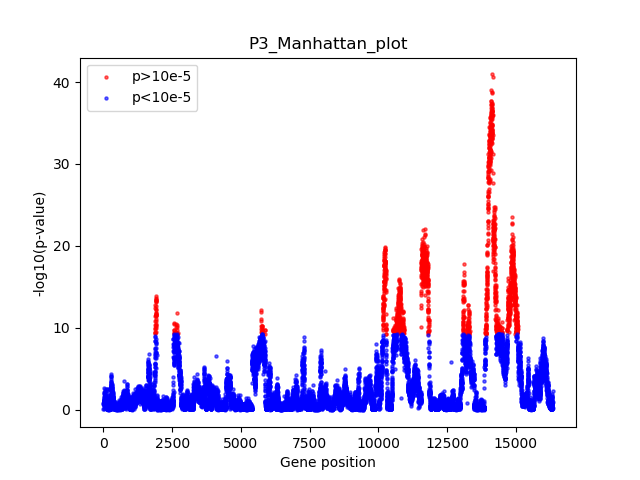 P3_Manhattan_plot
p>10e-5
p<10e-5
40
30
20
10
0
-log10(p-value)
0 2500 5000 7500 10000 12500 15000
Gene position